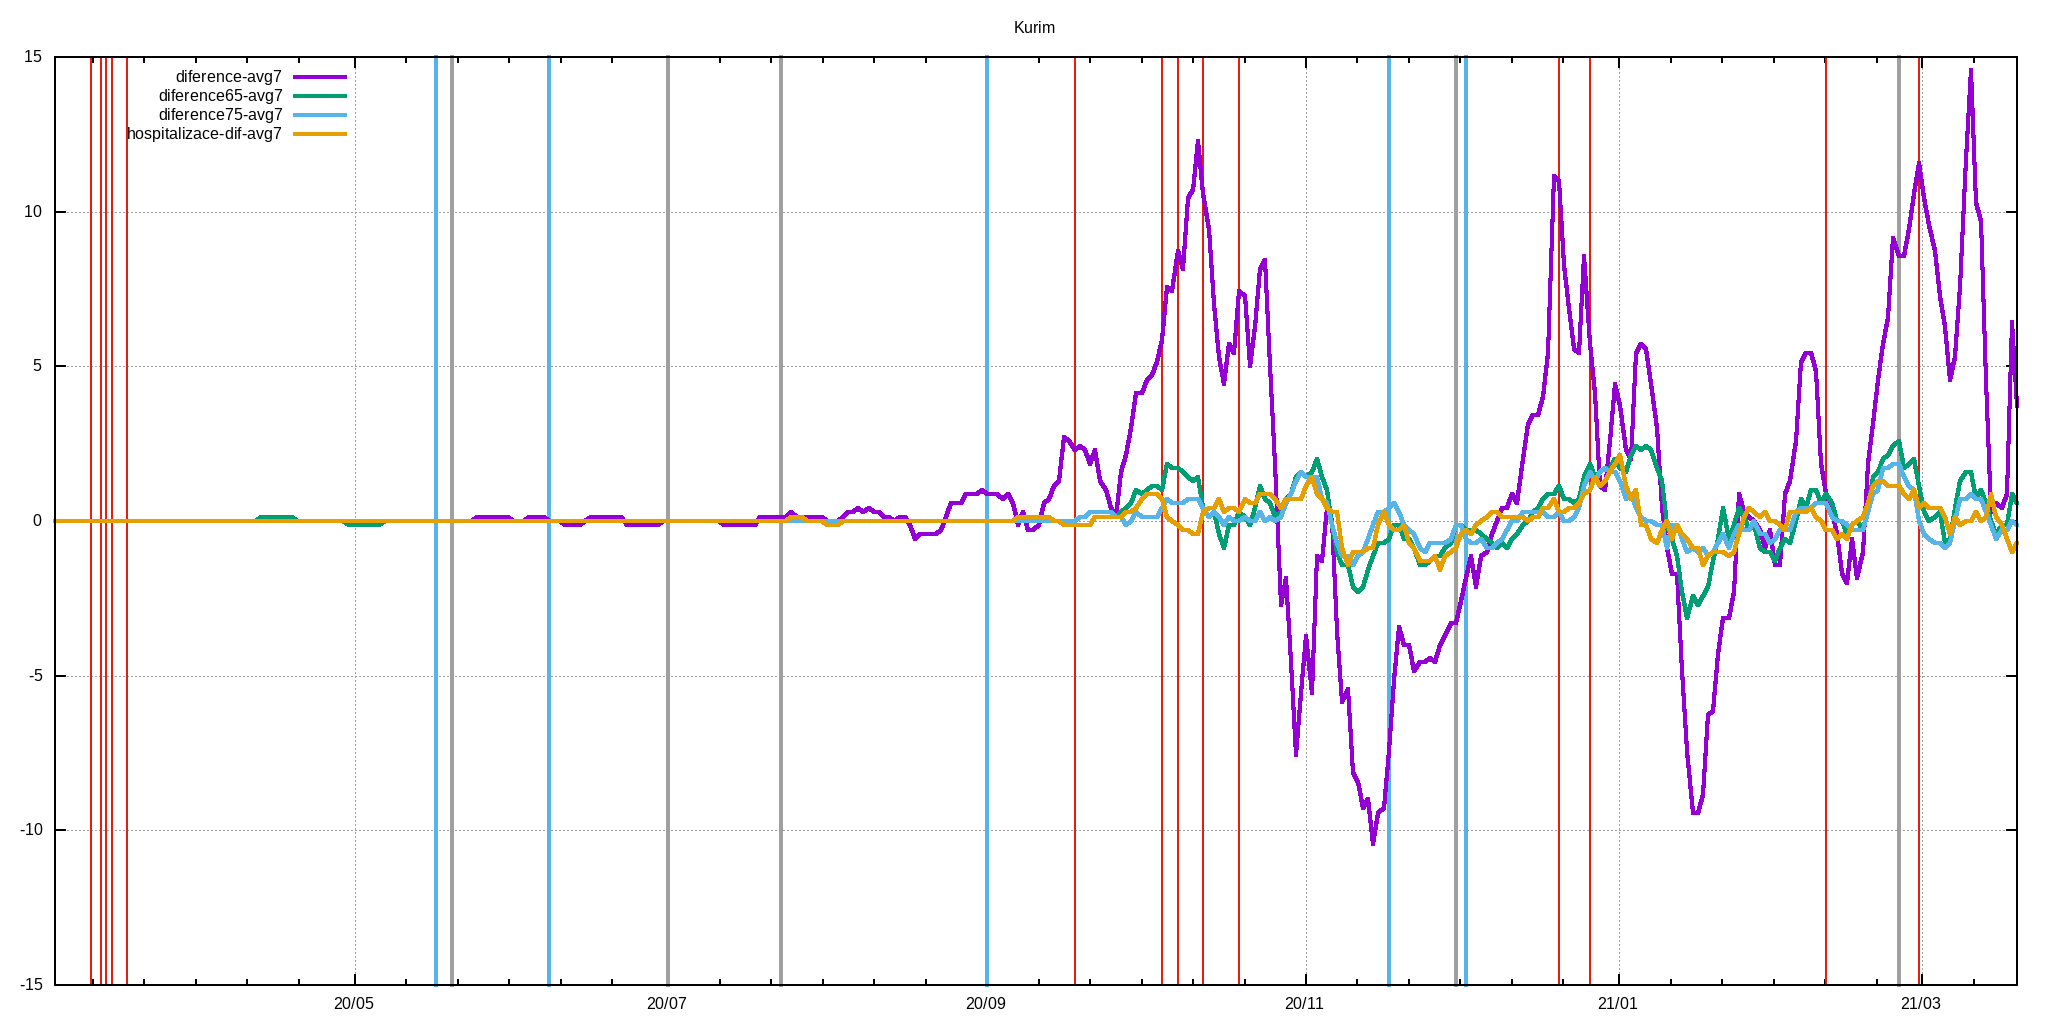 Kurim
diference-avg7
diference65-avg7
diference75-avg7
hospitalizace-dif-avg7
15
10
5
0
-5
-10
-15
20/05 20/07 20/09 20/11 21/01 21/03